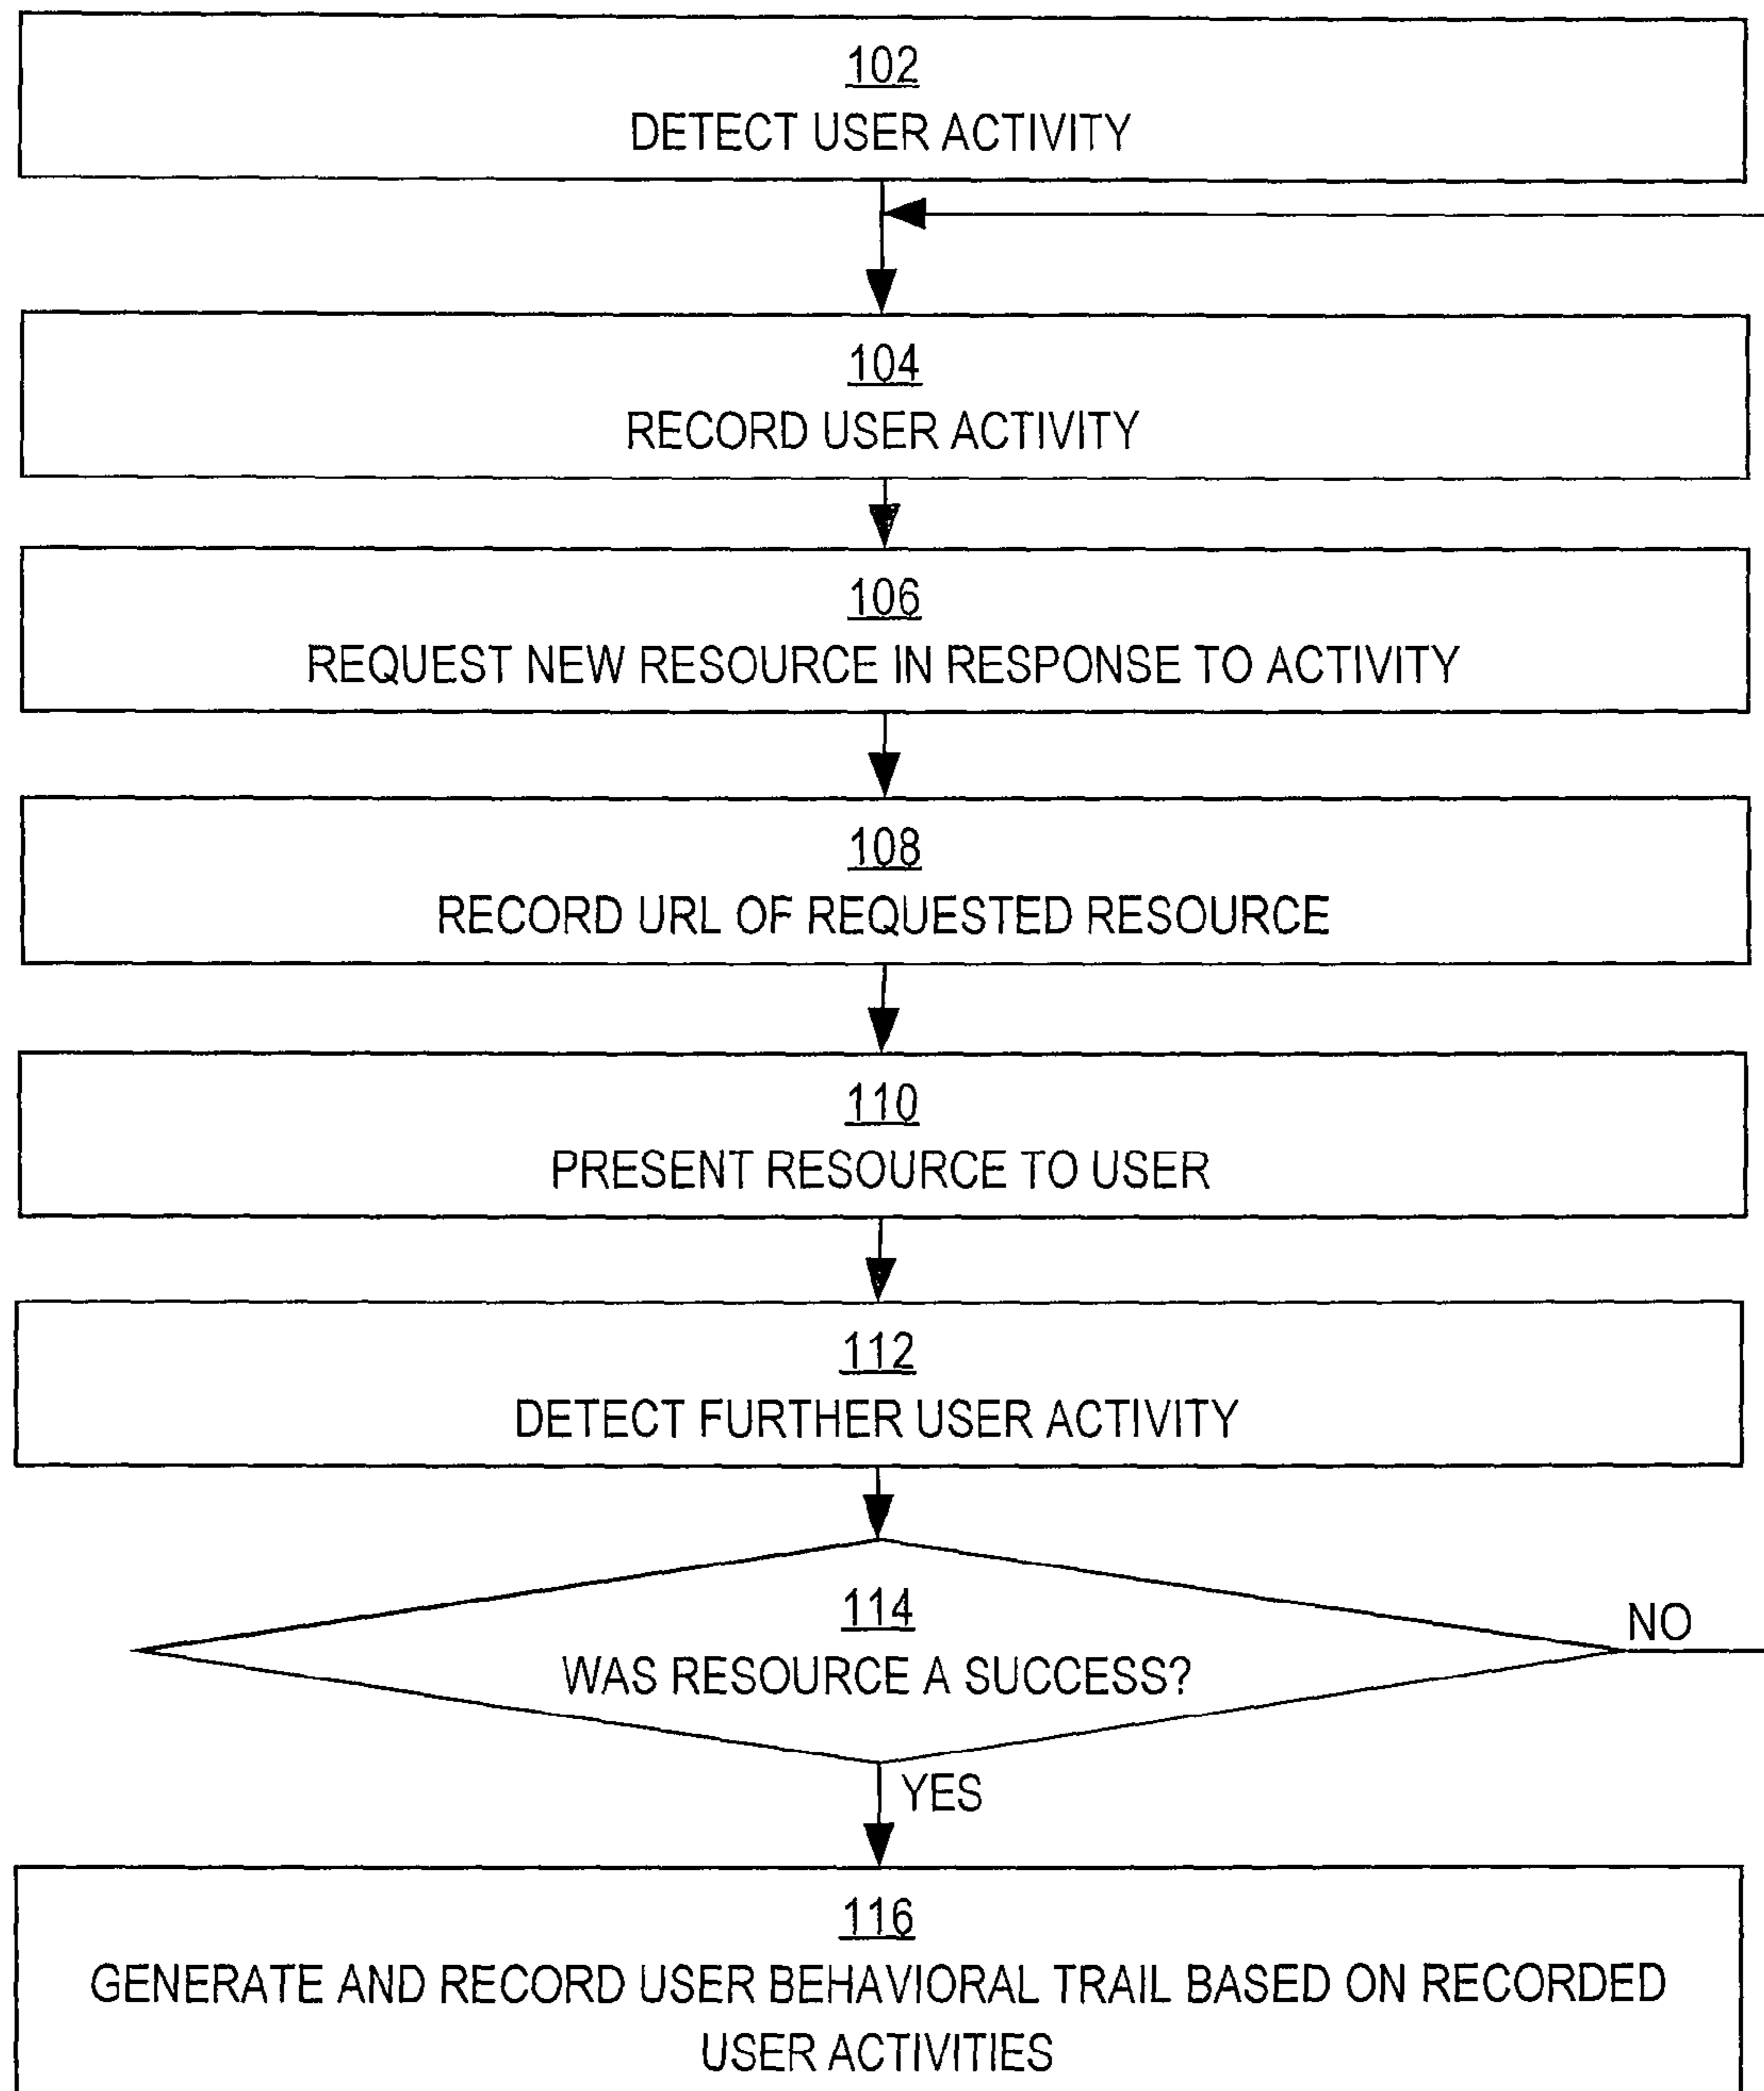 102
DETECT USER ACTIVITY
104
RECORD USER ACTIVITY
106
REQUEST NEW RESOURCE IN RESPONSE TO ACTIVITY
108
RECORD URL OF REQUESTED RESOURCE
110
PRESENT RESOURCE TO USER
112
DETECT FURTHER USER ACTIVITY
114
WAS RESOURCE A SUCCESS?
NO
YES
116
GENERATE AND RECORD USER BEHAVIORAL TRAIL BASED ON RECORDED
USER ACTIVITIES